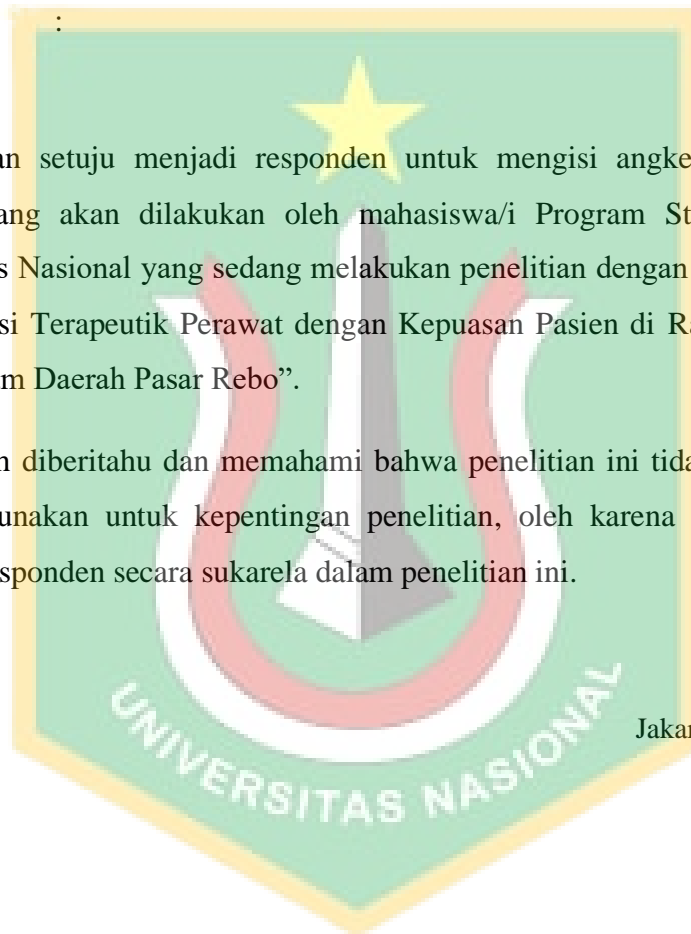 :
an setuju menjadi responden untuk mengisi angke
ang akan dilakukan oleh mahasiswa/i Program St
s Nasional yang sedang melakukan penelitian dengan
si Terapeutik Perawat dengan Kepuasan Pasien di Ra
m Daerah Pasar Rebo”.
h diberitahu dan memahami bahwa penelitian ini tida
unakan untuk kepentingan penelitian, oleh karena
sponden secara sukarela dalam penelitian ini.
Jakar
UNIVERSITAS NASIONAL